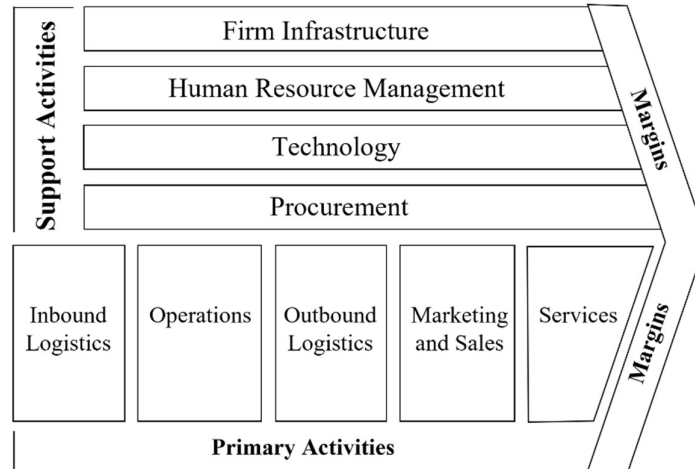 Support Activities
Firm Infrastructure
Human Resource Management
Technology
Procurement
Margins
Inbound
Logistics
Operations
Outbound
Logistics
Marketing
and Sales
Services
Margins
Primary Activities